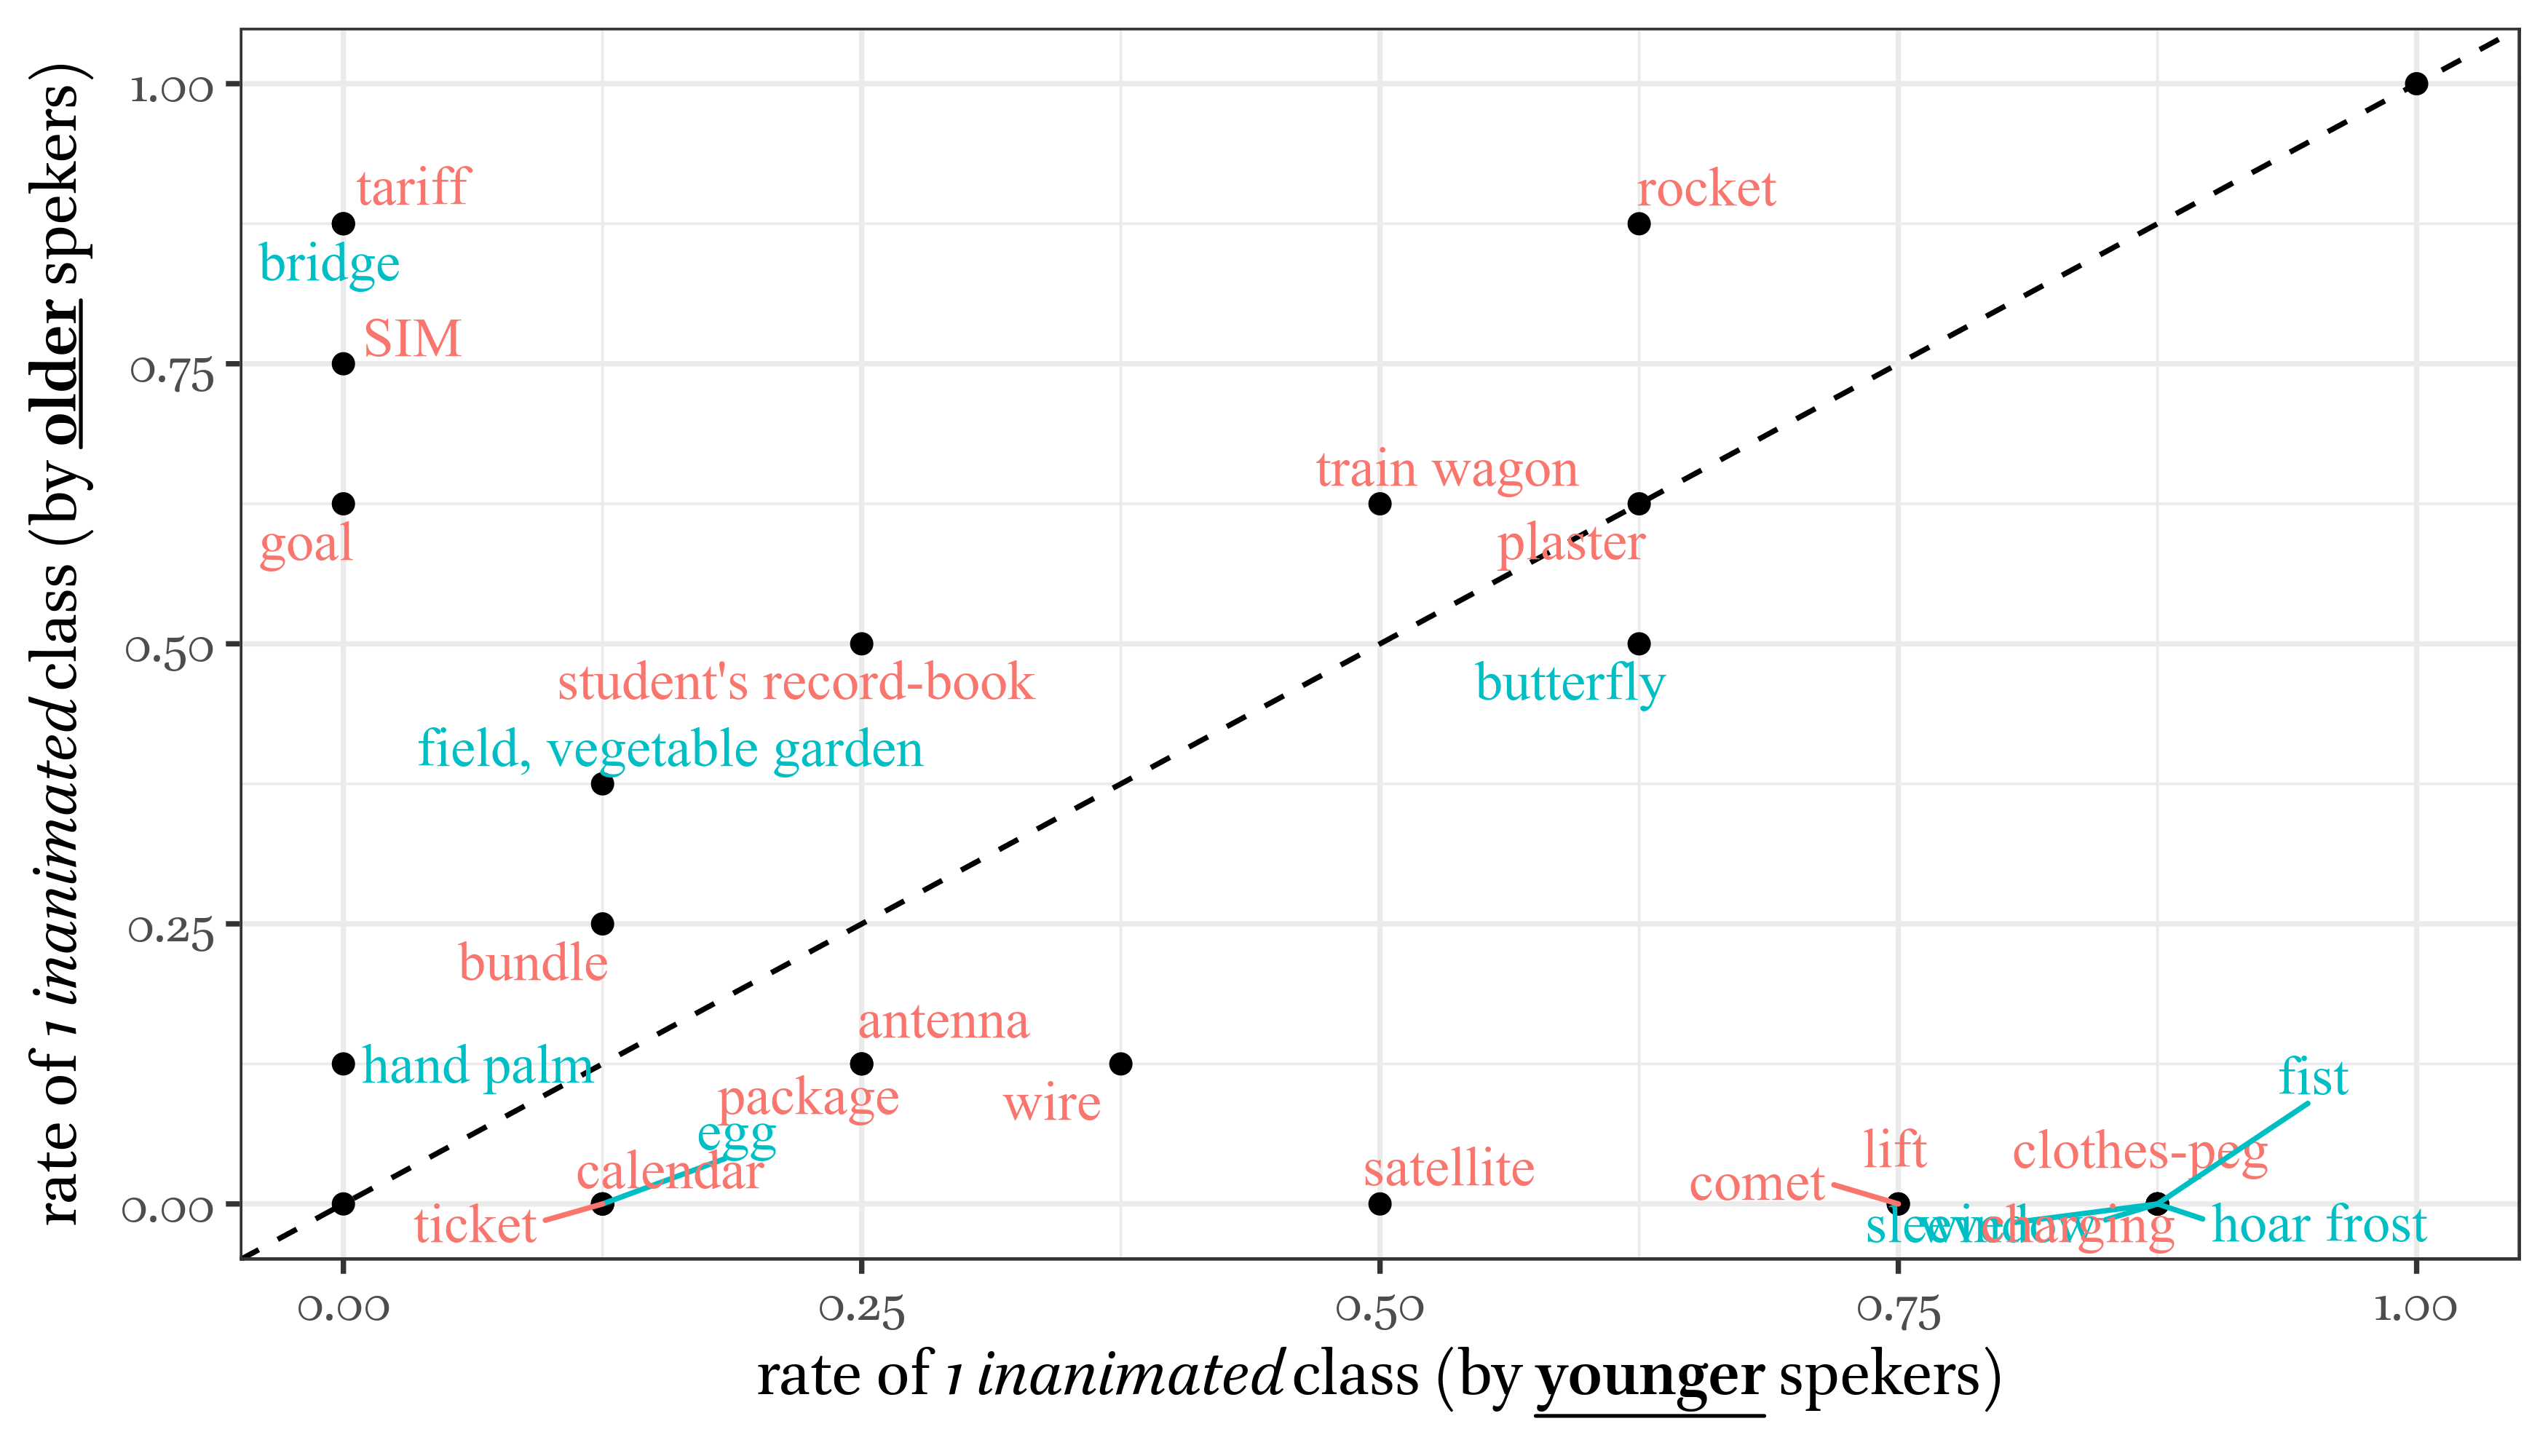 rate of 1 inanimated class (by older spekers)
1.00
0.75
0.50
0.25
0.00
tariff
rocket
bridge
SIM
train wagon
goal
plaster
student's record-book
butterfly
field, vegetable garden
bundle
antenna
hand palm
package
wire
fist
egg
calendar
satellite
comet
lift
clothes-peg
ticket
sleeve
window
charging
hoar frost
0.00
0.25
0.50
0.75
1.00
rate of 1 inanimated class (by younger spekers)